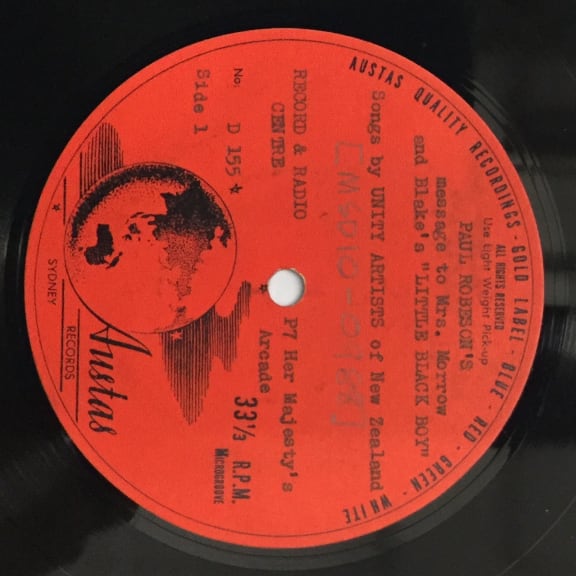 AUSTAS QUALITY RECORDINGS - GOLD LABEL - BLUE - RED - GREEN - WHITE
ALL RIGHTS RESERVED
Use Light Weight Pick-up
PAUL ROBESON'S
message to Mrs. Morrow
and Blake's "LITTLE BLACK BOY"
Songs by UNITY ARTISTS of New Zealand
RECORD & RADIO
CENTRE
P7 Her Majesty's
Arcade
No. D 155 *
Side 1
33⅓ R.P.M.
MICROGROOVE
Austas
RECORDS
SYDNEY